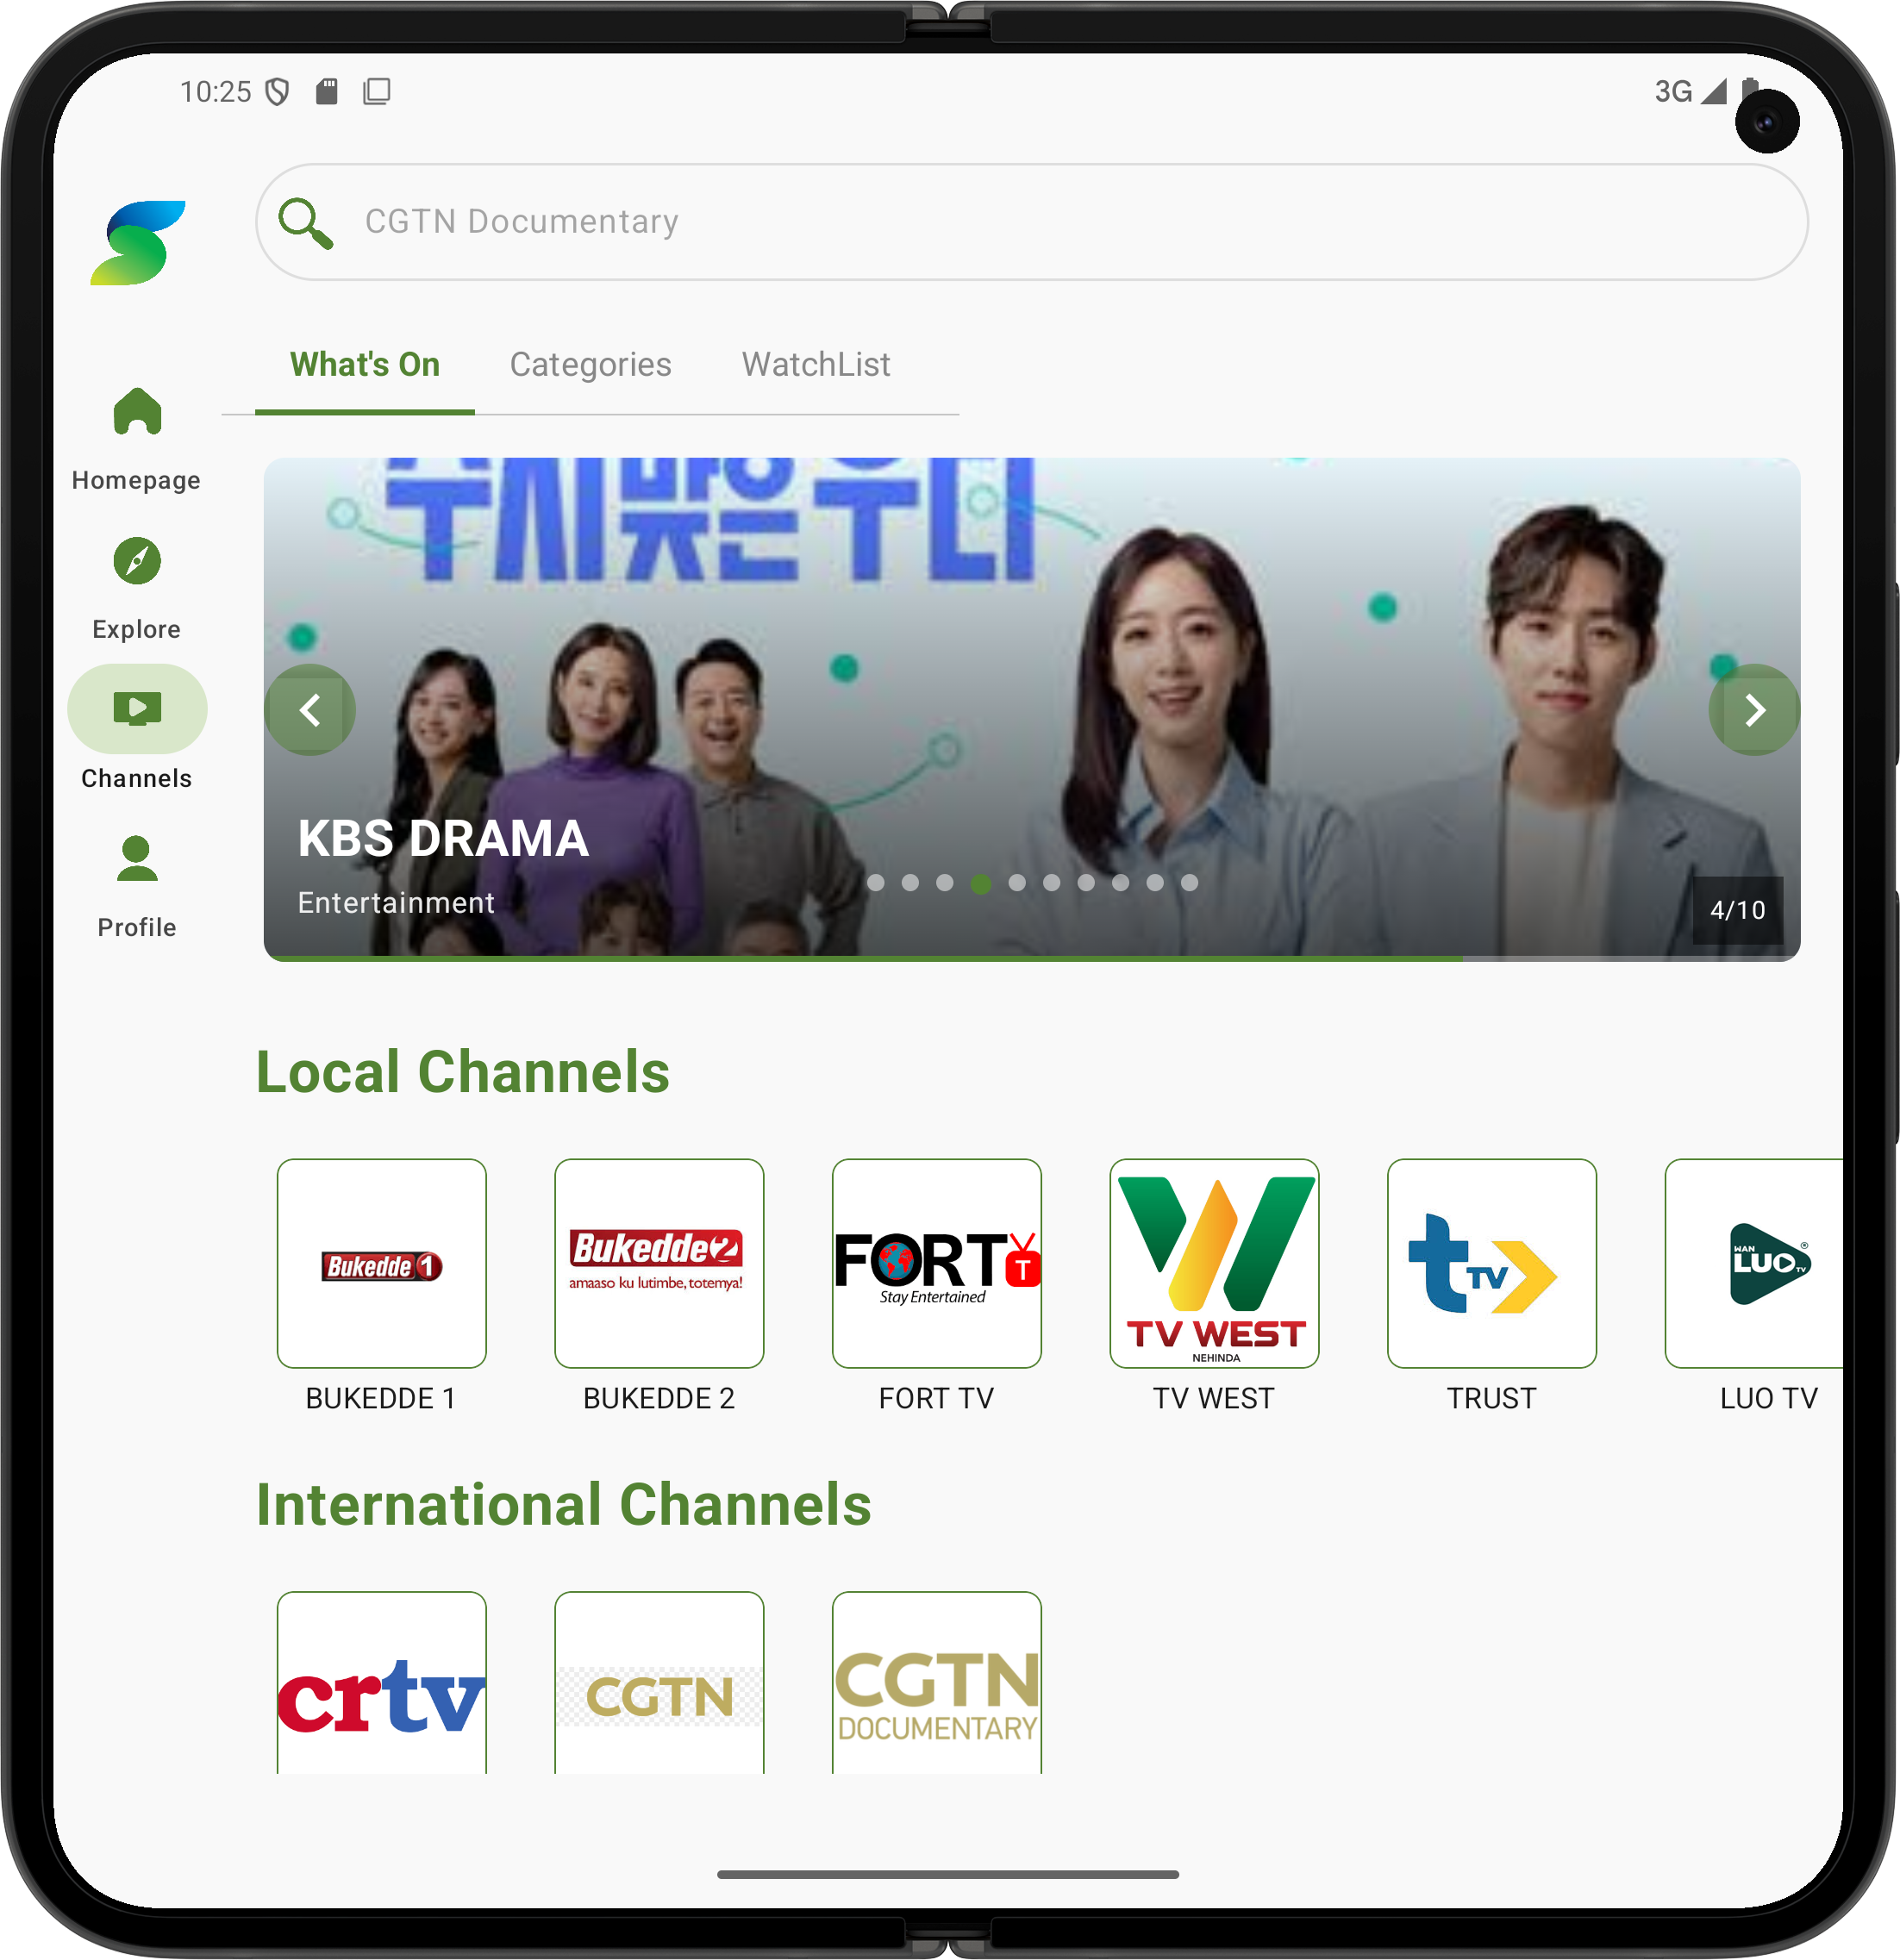 10:25
3G
CGTN Documentary
What's On
Categories
WatchList
Homepage
Explore
Channels
Profile
KBS DRAMA
Entertainment
4/10
Local Channels
Bukedde 1
Bukedde 2
amaaso ku lutimbe, totemya!
FORT T
Stay Entertained
TV WEST
NEHINDA
t TV
WAN
LUO TV
BUKEDDE 1
BUKEDDE 2
FORT TV
TV WEST
TRUST
LUO TV
International Channels
crtv
CGTN
CGTN
DOCUMENTARY